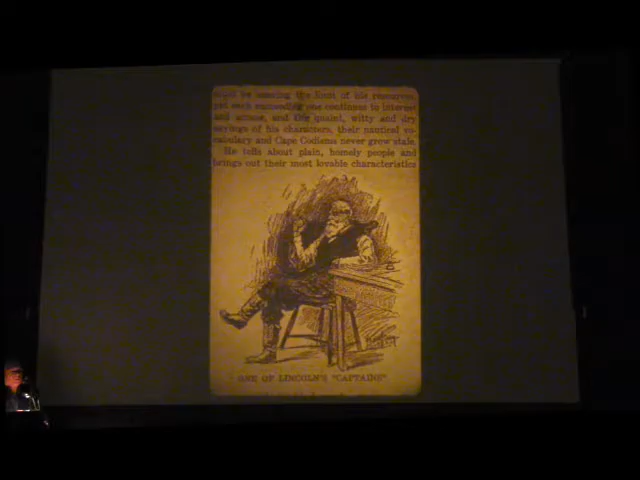 be nearing the limit of his resources,
yet each succeeding one continues to interest
and amuse, and the quaint, witty and dry
sayings of his characters, their nautical vo-
cabulary and Cape Codisms never grow stale.
He tells about plain, homely people and
brings out their most lovable characteristics
ONE OF LINCOLN'S "CAPTAINS"